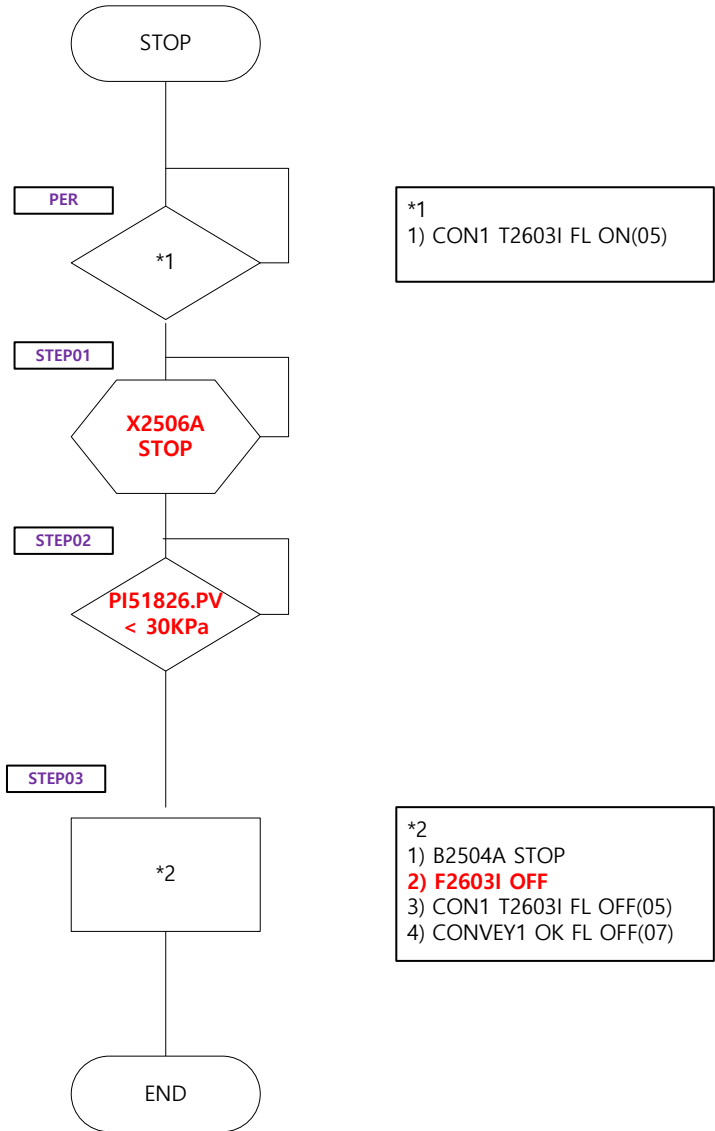 STOP
PER
*1
*1
1) CON1 T2603I FL ON(05)
STEP01
X2506A
STOP
STEP02
PI51826.PV
< 30KPa
STEP03
*2
*2
1) B2504A STOP
2) F2603I OFF
3) CON1 T2603I FL OFF(05)
4) CONVEY1 OK FL OFF(07)
END